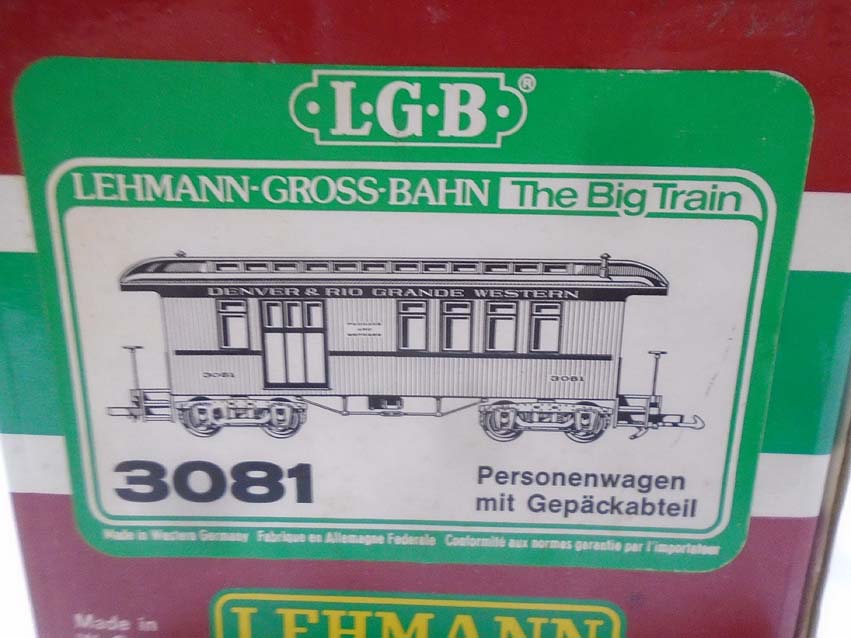 L·G·B®
LEHMANN-GROSS-BAHN The Big Train
DENVER & RIO GRANDE WESTERN
3081
3081
3081
Personenwagen
mit Gepäckabteil
Made in Western Germany Fabrique en Allemagne Federale Conformité aux normes garantie par l'importateur
Made in
LEHMANN